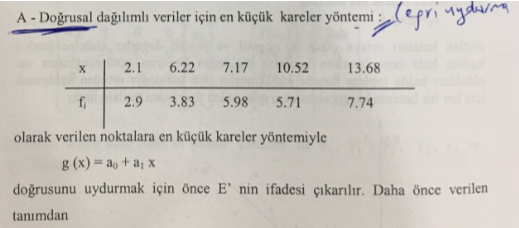 A - Doğrusal dağılımlı veriler için en küçük kareler yöntemi : (eğri uydurma
x 2.1 6.22 7.17 10.52 13.68
fi 2.9 3.83 5.98 5.71 7.74
olarak verilen noktalara en küçük kareler yöntemiyle
g (x) = a₀ + a₁ x
doğrusunu uydurmak için önce E' nin ifadesi çıkarılır. Daha önce verilen
tanımdan